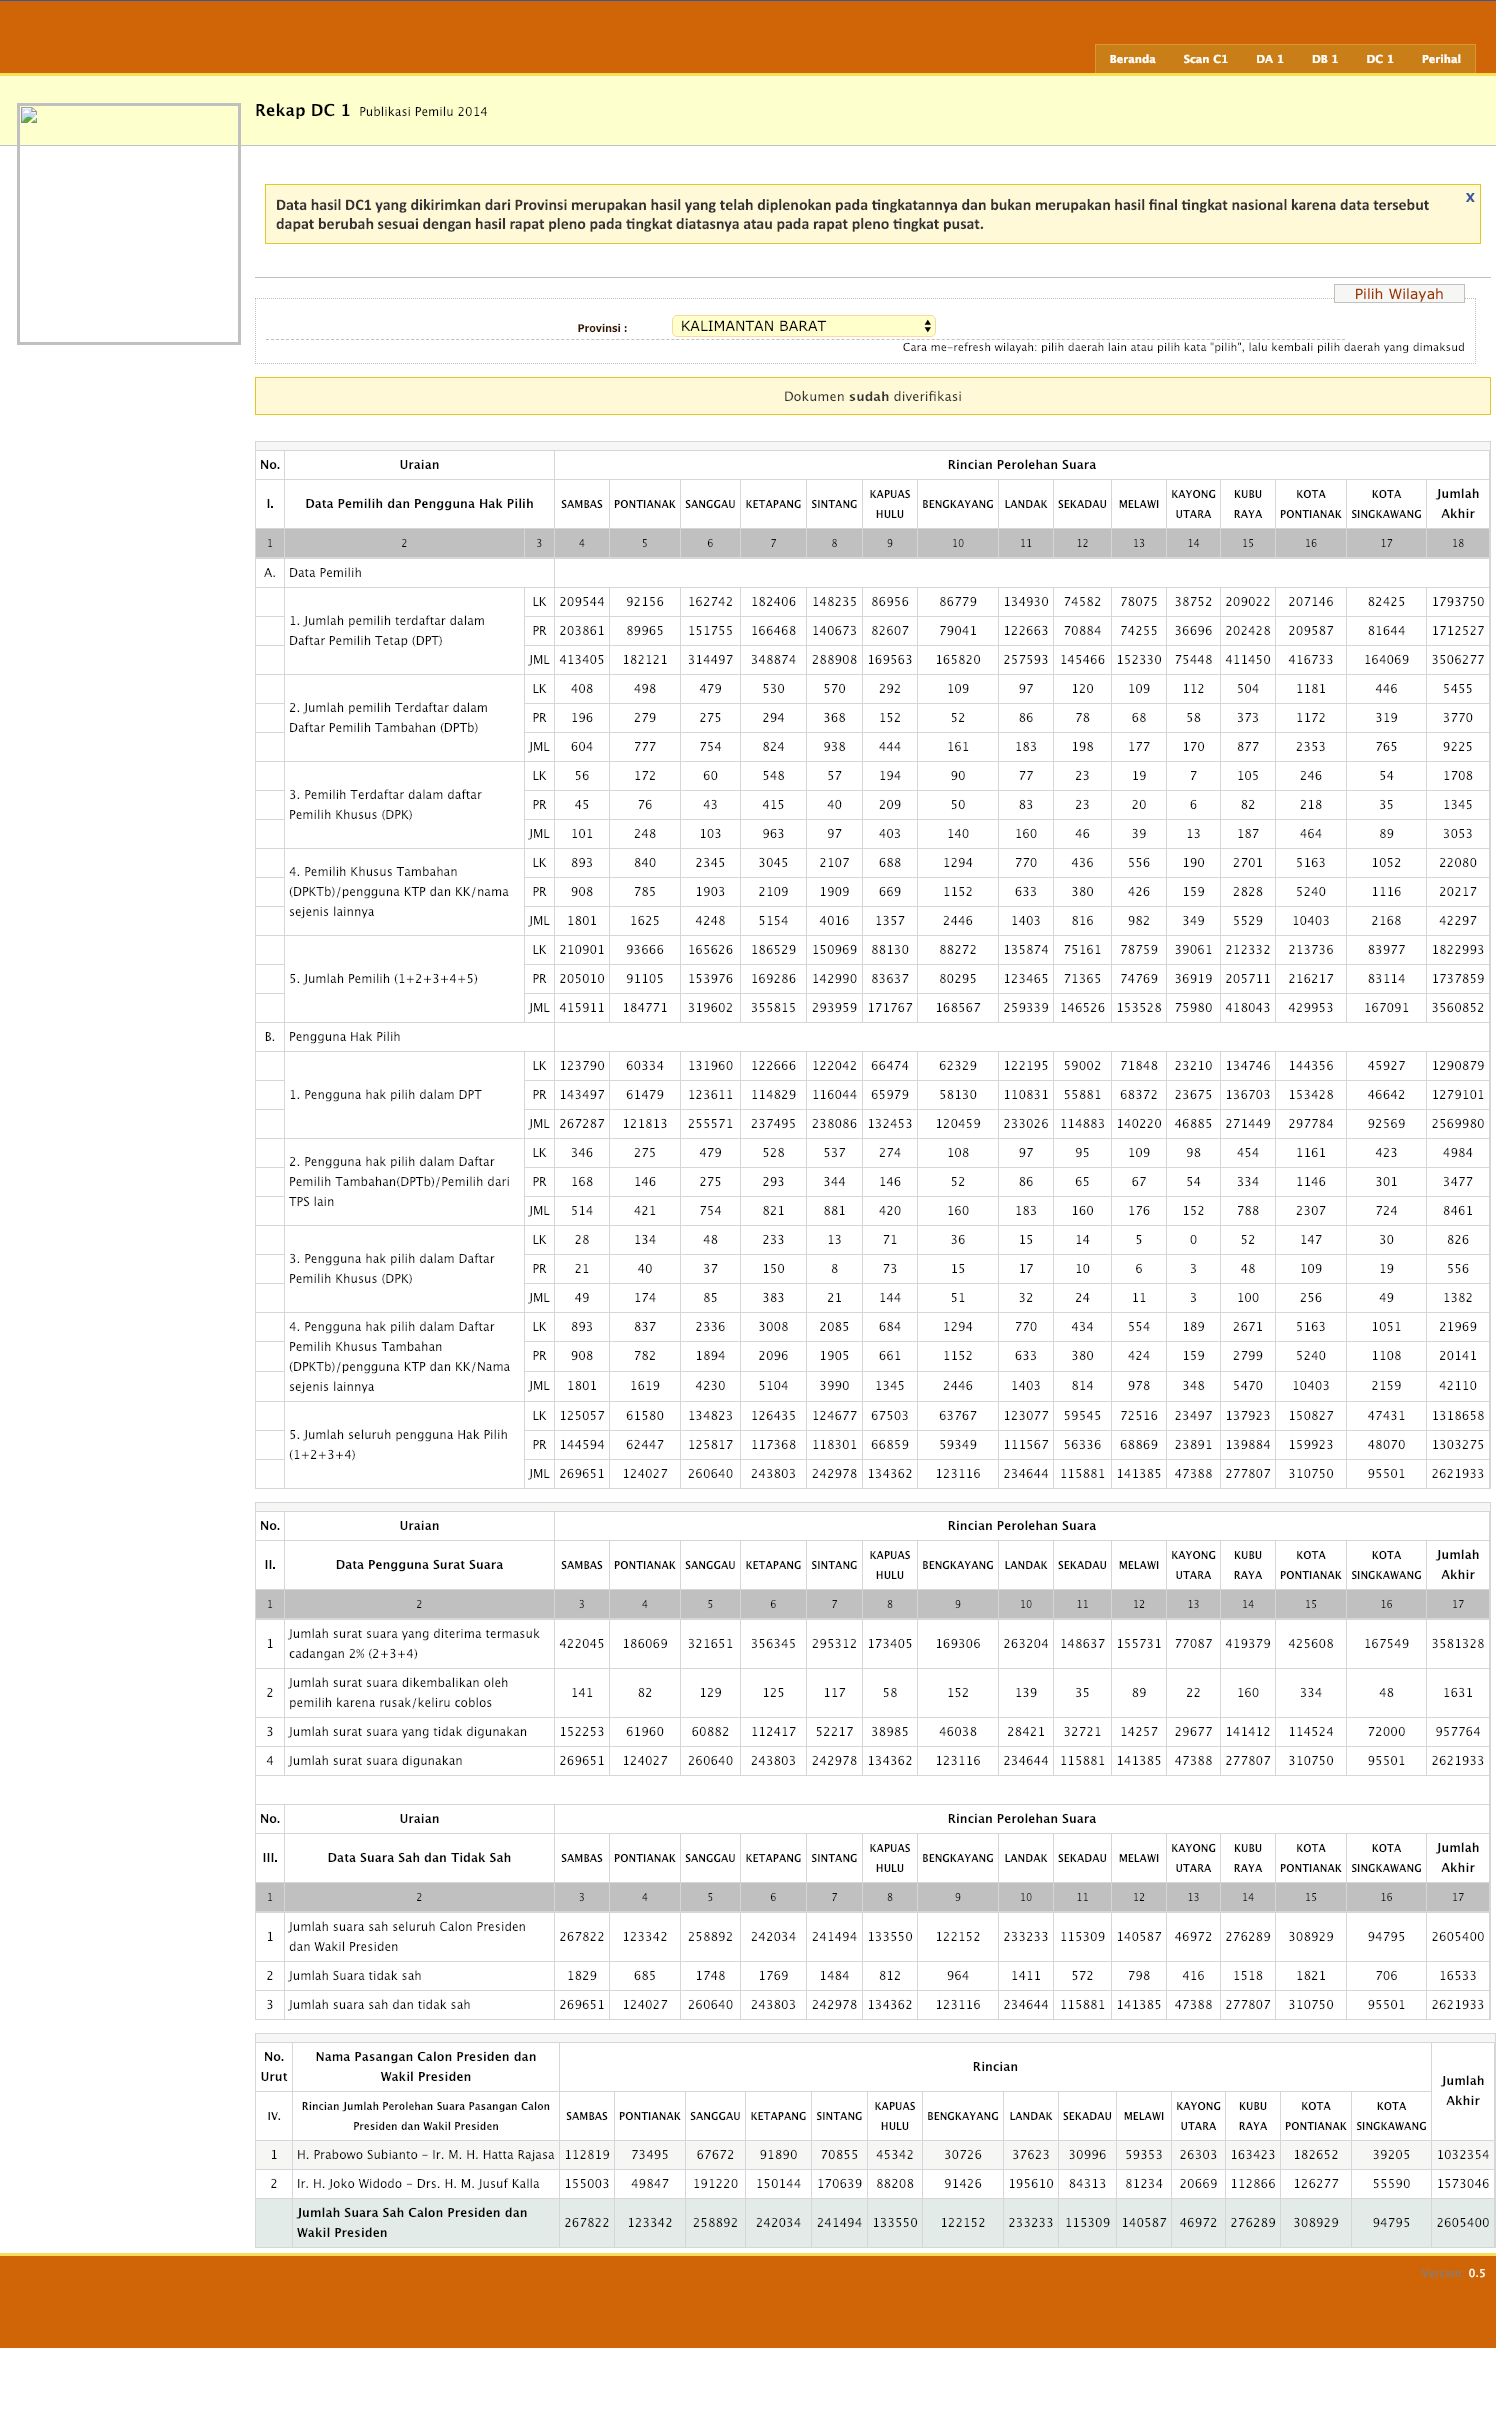 Beranda Scan C1 DA 1 DB 1 DC 1 Perihal
Rekap DC 1 Publikasi Pemilu 2014
Data hasil DC1 yang dikirimkan dari Provinsi merupakan hasil yang telah diplenokan pada tingkatannya dan bukan merupakan hasil final tingkat nasional karena data tersebut
dapat berubah sesuai dengan hasil rapat pleno pada tingkat diatasnya atau pada rapat pleno tingkat pusat.
x
Pilih Wilayah
Provinsi : KALIMANTAN BARAT
Cara me-refresh wilayah: pilih daerah lain atau pilih kata "pilih", lalu kembali pilih daerah yang dimaksud
Dokumen sudah diverifikasi
No. Uraian Rincian Perolehan Suara
I. Data Pemilih dan Pengguna Hak Pilih SAMBAS PONTIANAK SANGGAU KETAPANG SINTANG KAPUAS HULU BENGKAYANG LANDAK SEKADAU MELAWI KAYONG UTARA KUBU RAYA KOTA PONTIANAK KOTA SINGKAWANG Jumlah Akhir
1 2 3 4 5 6 7 8 9 10 11 12 13 14 15 16 17 18
A. Data Pemilih
1. Jumlah pemilih terdaftar dalam
Daftar Pemilih Tetap (DPT)
LK 209544 92156 162742 182406 148235 86956 86779 134930 74582 78075 38752 209022 207146 82425 1793750
PR 203861 89965 151755 166468 140673 82607 79041 122663 70884 74255 36696 202428 209587 81644 1712527
JML 413405 182121 314497 348874 288908 169563 165820 257593 145466 152330 75448 411450 416733 164069 3506277
2. Jumlah pemilih Terdaftar dalam
Daftar Pemilih Tambahan (DPTb)
LK 408 498 479 530 570 292 109 97 120 109 112 504 1181 446 5455
PR 196 279 275 294 368 152 52 86 78 68 58 373 1172 319 3770
JML 604 777 754 824 938 444 161 183 198 177 170 877 2353 765 9225
3. Pemilih Terdaftar dalam daftar
Pemilih Khusus (DPK)
LK 56 172 60 548 57 194 90 77 23 19 7 105 246 54 1708
PR 45 76 43 415 40 209 50 83 23 20 6 82 218 35 1345
JML 101 248 103 963 97 403 140 160 46 39 13 187 464 89 3053
4. Pemilih Khusus Tambahan
(DPKTb)/pengguna KTP dan KK/nama
sejenis lainnya
LK 893 840 2345 3045 2107 688 1294 770 436 556 190 2701 5163 1052 22080
PR 908 785 1903 2109 1909 669 1152 633 380 426 159 2828 5240 1116 20217
JML 1801 1625 4248 5154 4016 1357 2446 1403 816 982 349 5529 10403 2168 42297
5. Jumlah Pemilih (1+2+3+4+5)
LK 210901 93666 165626 186529 150969 88130 88272 135874 75161 78759 39061 212332 213736 83977 1822993
PR 205010 91105 153976 169286 142990 83637 80295 123465 71365 74769 36919 205711 216217 83114 1737859
JML 415911 184771 319602 355815 293959 171767 168567 259339 146526 153528 75980 418043 429953 167091 3560852
B. Pengguna Hak Pilih
1. Pengguna hak pilih dalam DPT
LK 123790 60334 131960 122666 122042 66474 62329 122195 59002 71848 23210 134746 144356 45927 1290879
PR 143497 61479 123611 114829 116044 65979 58130 110831 55881 68372 23675 136703 153428 46642 1279101
JML 267287 121813 255571 237495 238086 132453 120459 233026 114883 140220 46885 271449 297784 92569 2569980
2. Pengguna hak pilih dalam Daftar
Pemilih Tambahan(DPTb)/Pemilih dari
TPS lain
LK 346 275 479 528 537 274 108 97 95 109 98 454 1161 423 4984
PR 168 146 275 293 344 146 52 86 65 67 54 334 1146 301 3477
JML 514 421 754 821 881 420 160 183 160 176 152 788 2307 724 8461
3. Pengguna hak pilih dalam Daftar
Pemilih Khusus (DPK)
LK 28 134 48 233 13 71 36 15 14 5 0 52 147 30 826
PR 21 40 37 150 8 73 15 17 10 6 3 48 109 19 556
JML 49 174 85 383 21 144 51 32 24 11 3 100 256 49 1382
4. Pengguna hak pilih dalam Daftar
Pemilih Khusus Tambahan
(DPKTb)/pengguna KTP dan KK/Nama
sejenis lainnya
LK 893 837 2336 3008 2085 684 1294 770 434 554 189 2671 5163 1051 21969
PR 908 782 1894 2096 1905 661 1152 633 380 424 159 2799 5240 1108 20141
JML 1801 1619 4230 5104 3990 1345 2446 1403 814 978 348 5470 10403 2159 42110
5. Jumlah seluruh pengguna Hak Pilih
(1+2+3+4)
LK 125057 61580 134823 126435 124677 67503 63767 123077 59545 72516 23497 137923 150827 47431 1318658
PR 144594 62447 125817 117368 118301 66859 59349 111567 56336 68869 23891 139884 159923 48070 1303275
JML 269651 124027 260640 243803 242978 134362 123116 234644 115881 141385 47388 277807 310750 95501 2621933
No. Uraian Rincian Perolehan Suara
II. Data Pengguna Surat Suara SAMBAS PONTIANAK SANGGAU KETAPANG SINTANG KAPUAS HULU BENGKAYANG LANDAK SEKADAU MELAWI KAYONG UTARA KUBU RAYA KOTA PONTIANAK KOTA SINGKAWANG Jumlah Akhir
1 2 3 4 5 6 7 8 9 10 11 12 13 14 15 16 17
1 Jumlah surat suara yang diterima termasuk
cadangan 2% (2+3+4)
422045 186069 321651 356345 295312 173405 169306 263204 148637 155731 77087 419379 425608 167549 3581328
2 Jumlah surat suara dikembalikan oleh
pemilih karena rusak/keliru coblos
141 82 129 125 117 58 152 139 35 89 22 160 334 48 1631
3 Jumlah surat suara yang tidak digunakan 152253 61960 60882 112417 52217 38985 46038 28421 32721 14257 29677 141412 114524 72000 957764
4 Jumlah surat suara digunakan 269651 124027 260640 243803 242978 134362 123116 234644 115881 141385 47388 277807 310750 95501 2621933
No. Uraian Rincian Perolehan Suara
III. Data Suara Sah dan Tidak Sah SAMBAS PONTIANAK SANGGAU KETAPANG SINTANG KAPUAS HULU BENGKAYANG LANDAK SEKADAU MELAWI KAYONG UTARA KUBU RAYA KOTA PONTIANAK KOTA SINGKAWANG Jumlah Akhir
1 2 3 4 5 6 7 8 9 10 11 12 13 14 15 16 17
1 Jumlah suara sah seluruh Calon Presiden
dan Wakil Presiden
267822 123342 258892 242034 241494 133550 122152 233233 115309 140587 46972 276289 308929 94795 2605400
2 Jumlah Suara tidak sah 1829 685 1748 1769 1484 812 964 1411 572 798 416 1518 1821 706 16533
3 Jumlah suara sah dan tidak sah 269651 124027 260640 243803 242978 134362 123116 234644 115881 141385 47388 277807 310750 95501 2621933
No. Urut Nama Pasangan Calon Presiden dan Wakil Presiden Rincian Jumlah Akhir
IV. Rincian Jumlah Perolehan Suara Pasangan Calon Presiden dan Wakil Presiden SAMBAS PONTIANAK SANGGAU KETAPANG SINTANG KAPUAS HULU BENGKAYANG LANDAK SEKADAU MELAWI KAYONG UTARA KUBU RAYA KOTA PONTIANAK KOTA SINGKAWANG
1 H. Prabowo Subianto - Ir. M. H. Hatta Rajasa 112819 73495 67672 91890 70855 45342 30726 37623 30996 59353 26303 163423 182652 39205 1032354
2 Ir. H. Joko Widodo - Drs. H. M. Jusuf Kalla 155003 49847 191220 150144 170639 88208 91426 195610 84313 81234 20669 112866 126277 55590 1573046
Jumlah Suara Sah Calon Presiden dan
Wakil Presiden
267822 123342 258892 242034 241494 133550 122152 233233 115309 140587 46972 276289 308929 94795 2605400
0.5